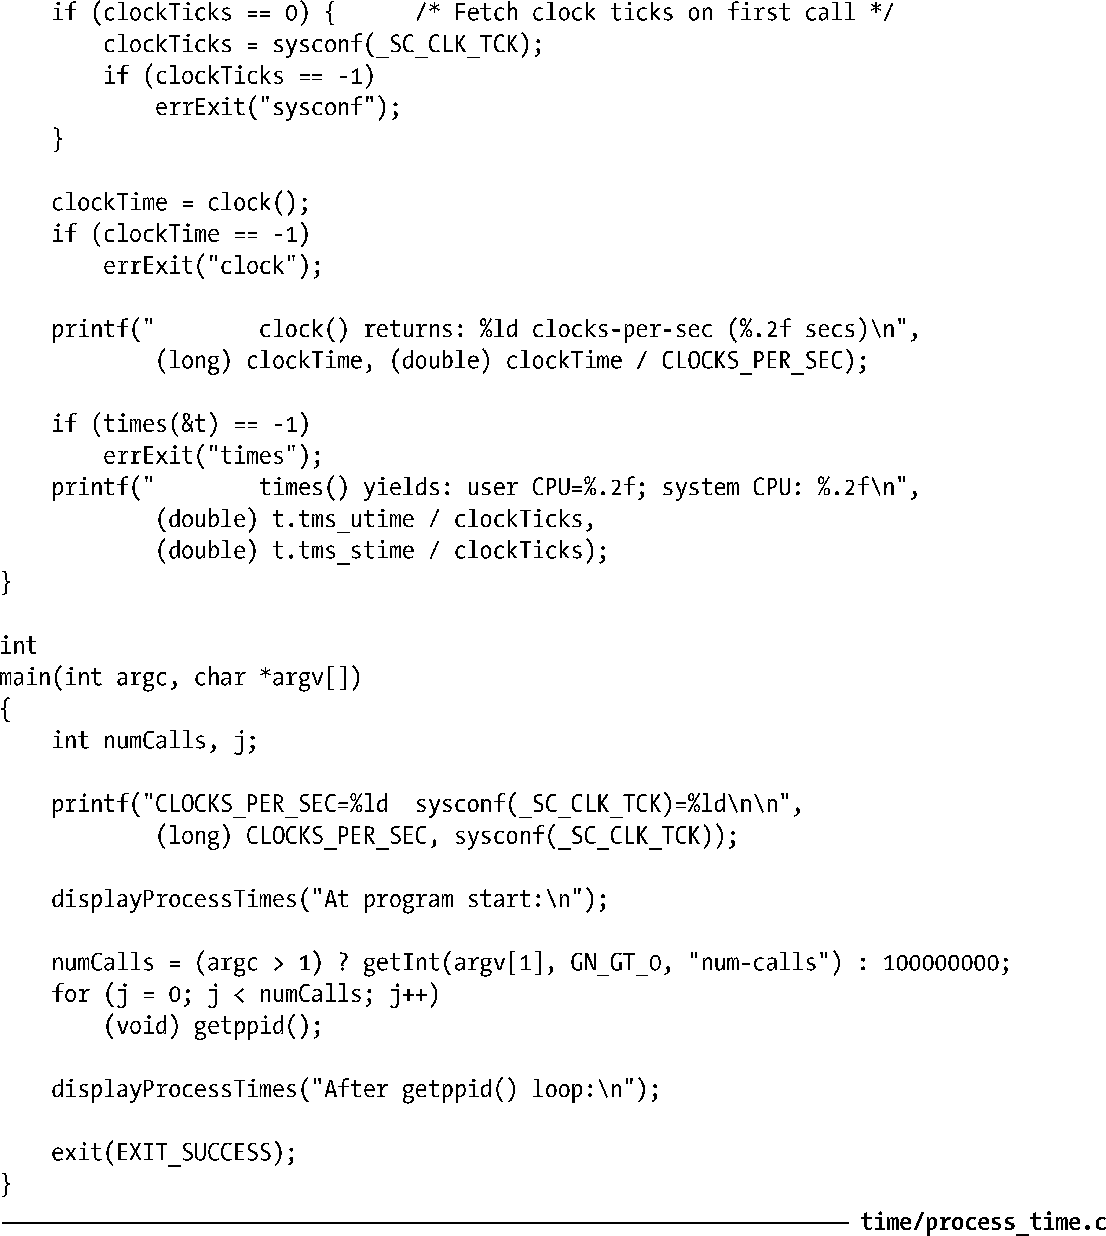 if (clockTicks == 0) {      /* Fetch clock ticks on first call */
        clockTicks = sysconf(_SC_CLK_TCK);
        if (clockTicks == -1)
            errExit("sysconf");
    }

    clockTime = clock();
    if (clockTime == -1)
        errExit("clock");

    printf("        clock() returns: %ld clocks-per-sec (%.2f secs)\n",
            (long) clockTime, (double) clockTime / CLOCKS_PER_SEC);

    if (times(&t) == -1)
        errExit("times");
    printf("        times() yields: user CPU=%.2f; system CPU: %.2f\n",
            (double) t.tms_utime / clockTicks,
            (double) t.tms_stime / clockTicks);
}

int
main(int argc, char *argv[])
{
    int numCalls, j;

    printf("CLOCKS_PER_SEC=%ld  sysconf(_SC_CLK_TCK)=%ld\n\n",
            (long) CLOCKS_PER_SEC, sysconf(_SC_CLK_TCK));

    displayProcessTimes("At program start:\n");

    numCalls = (argc > 1) ? getInt(argv[1], GN_GT_0, "num-calls") : 100000000;
    for (j = 0; j < numCalls; j++)
        (void) getppid();

    displayProcessTimes("After getppid() loop:\n");

    exit(EXIT_SUCCESS);
}
time/process_time.c